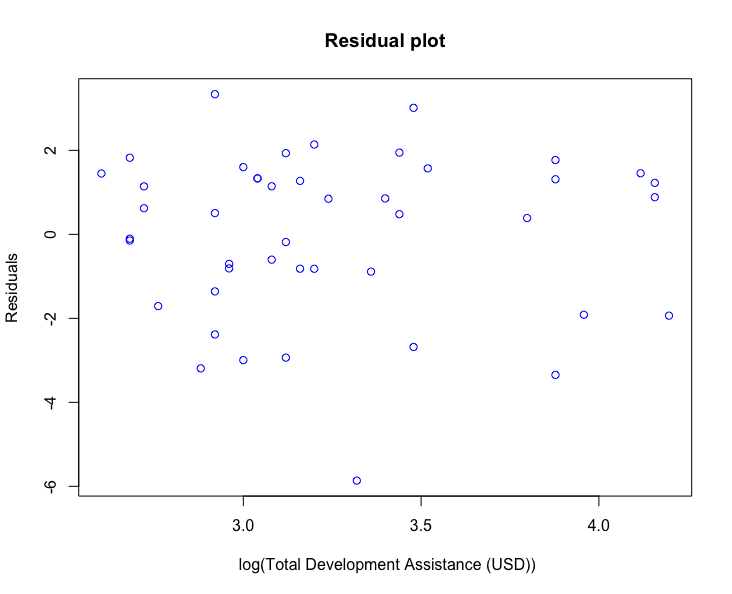 Residual plot
2
0
-2
-4
-6
Residuals
3.0 3.5 4.0
log(Total Development Assistance (USD))